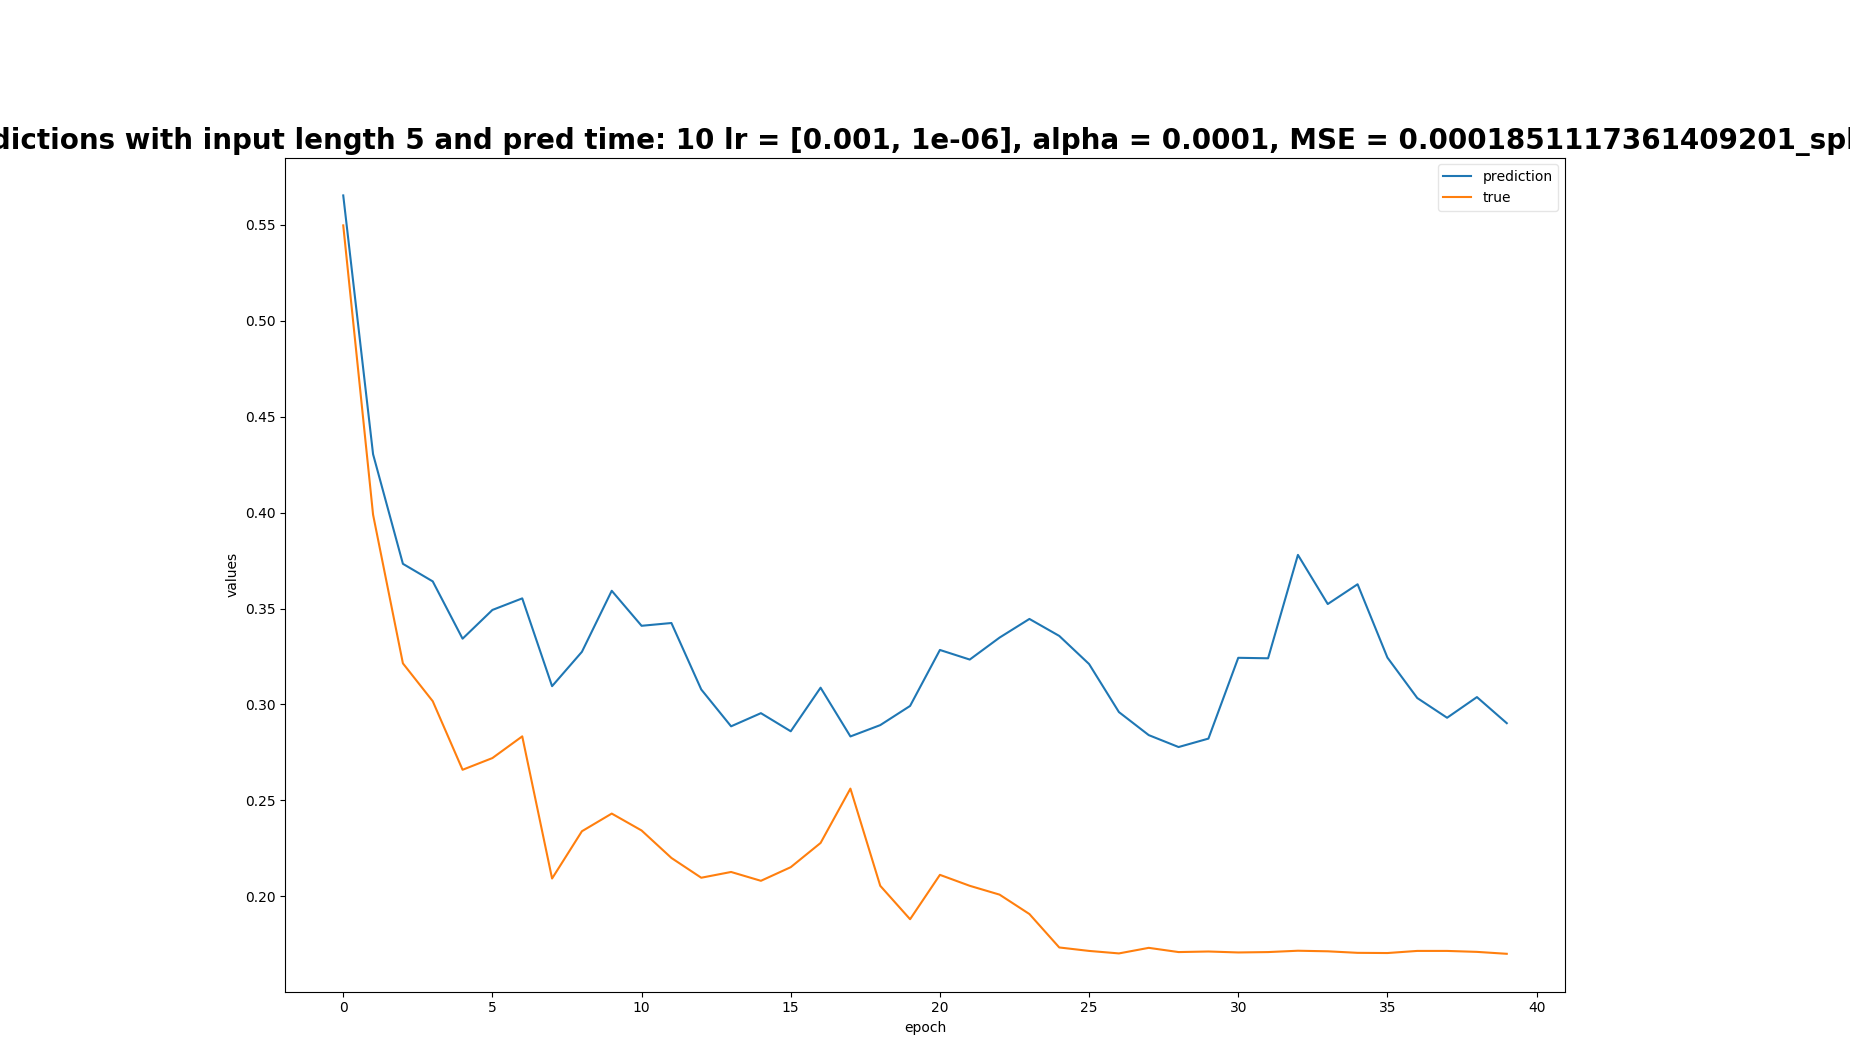 dictions with input length 5 and pred time: 10 lr = [0.001, 1e-06], alpha = 0.0001, MSE = 0.0001851117361409201_spl
prediction
true
0.55
0.50
0.45
0.40
0.35
0.30
0.25
0.20
values
0 5 10 15 20 25 30 35 40
epoch